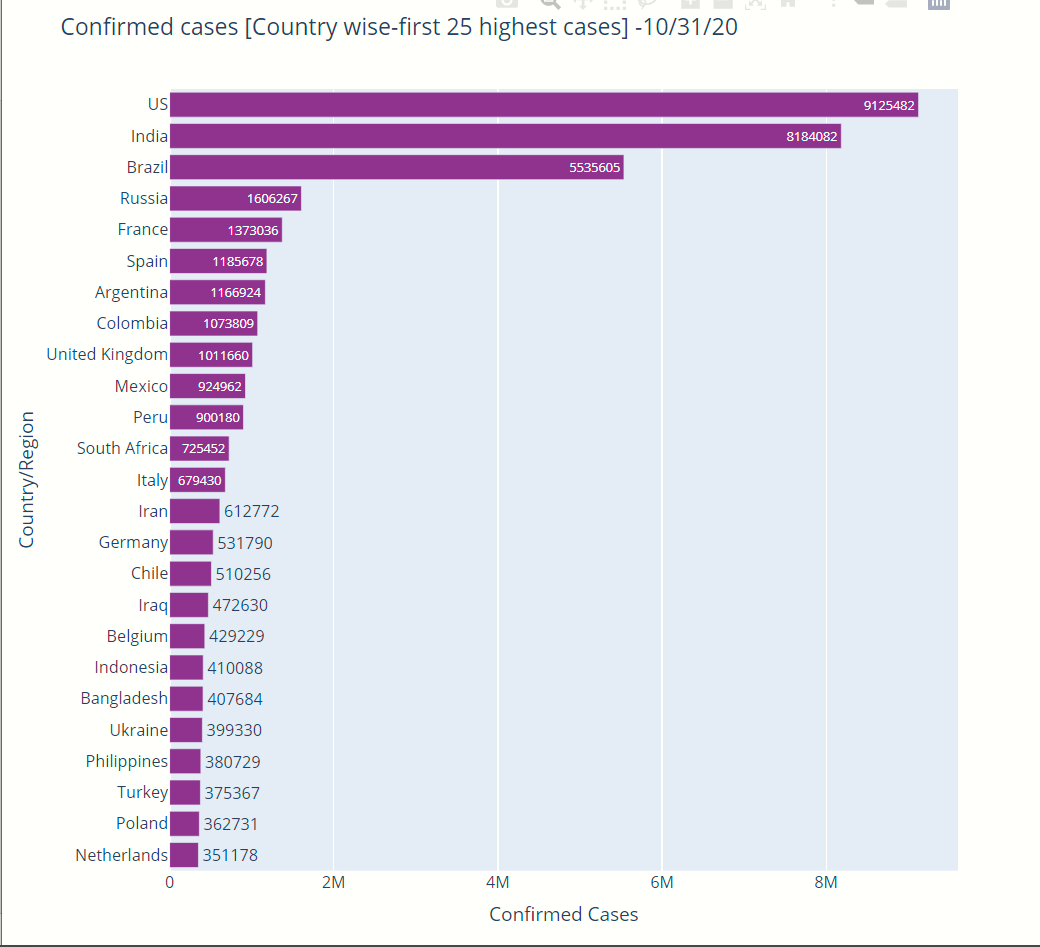 Confirmed cases [Country wise-first 25 highest cases] -10/31/20
US 9125482
India 8184082
Brazil 5535605
Russia 1606267
France 1373036
Spain 1185678
Argentina 1166924
Colombia 1073809
United Kingdom 1011660
Mexico 924962
Peru 900180
South Africa 725452
Italy 679430
Iran 612772
Germany 531790
Chile 510256
Iraq 472630
Belgium 429229
Indonesia 410088
Bangladesh 407684
Ukraine 399330
Philippines 380729
Turkey 375367
Poland 362731
Netherlands 351178
0 2M 4M 6M 8M
Confirmed Cases
Country/Region